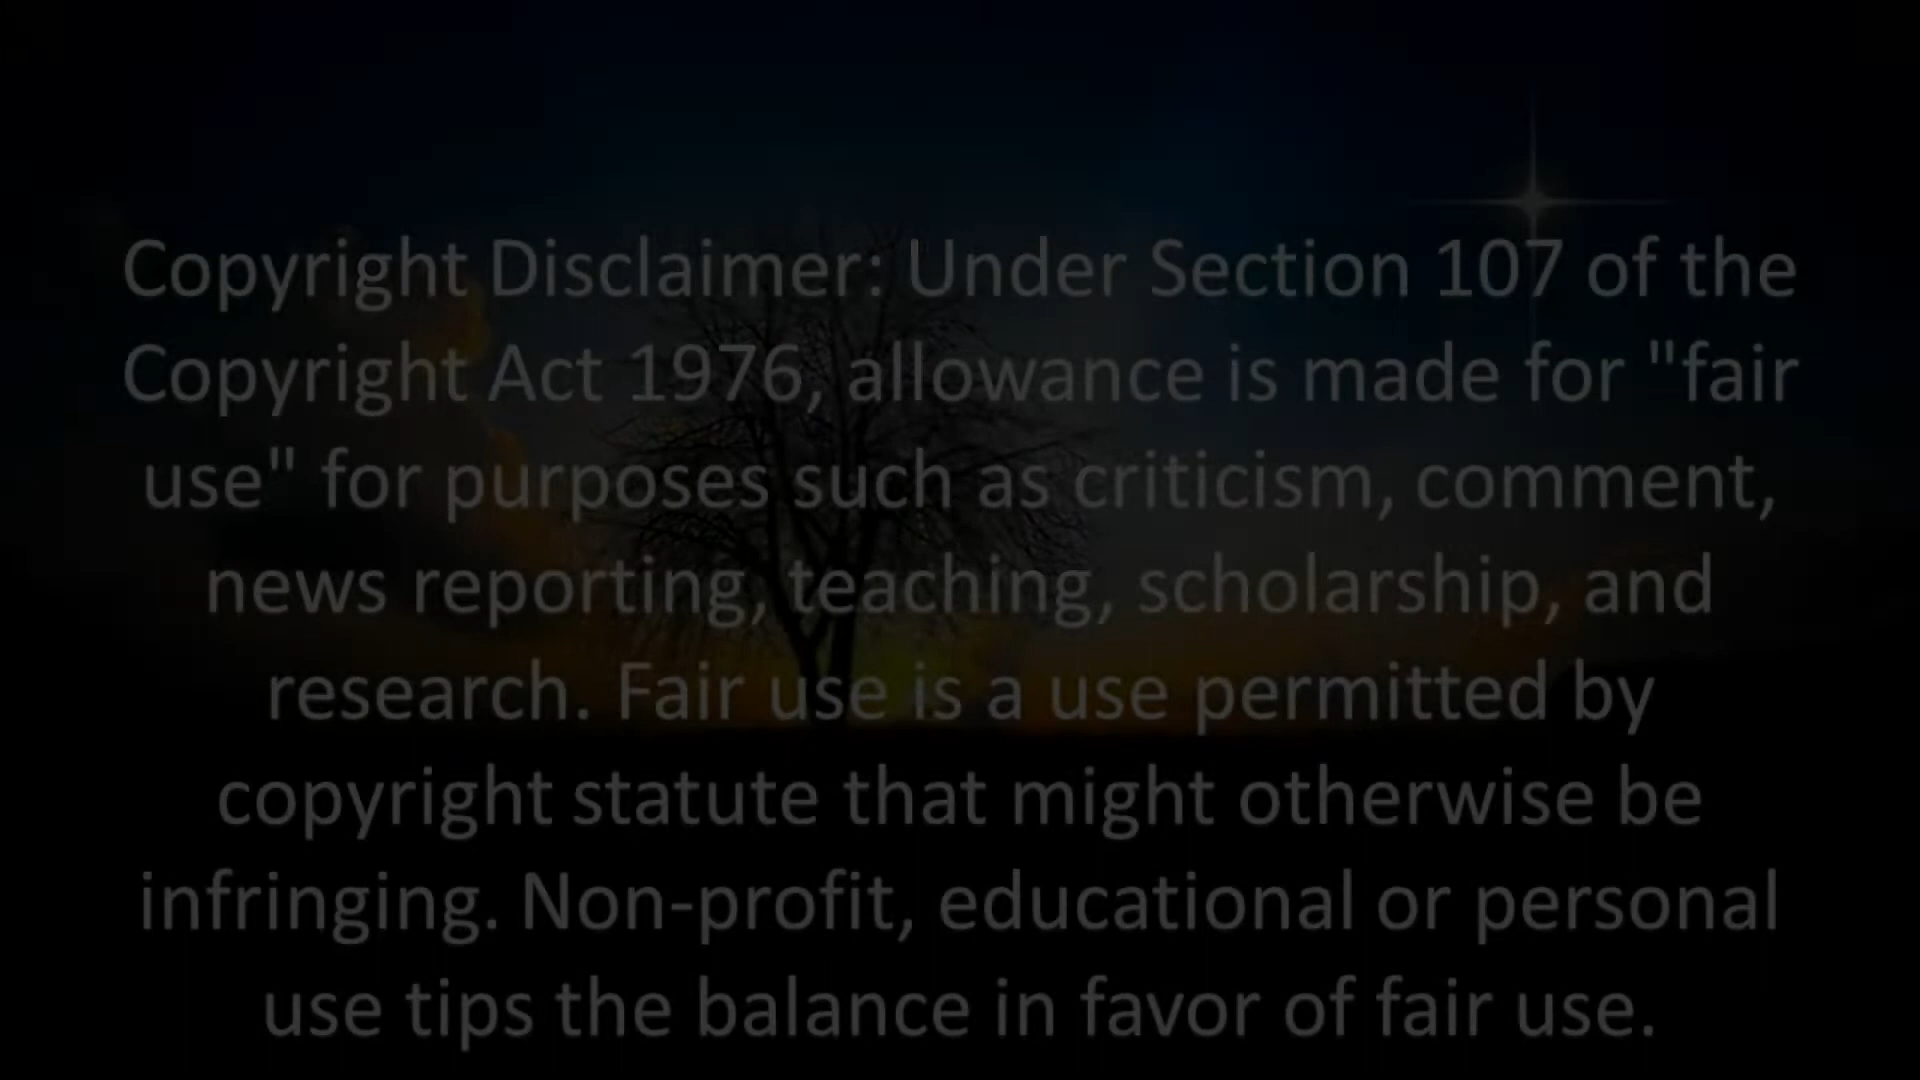 Copyright Disclaimer: Under Section 107 of the
Copyright Act 1976, allowance is made for "fair
use" for purposes such as criticism, comment,
news reporting, teaching, scholarship, and
research. Fair use is a use permitted by
copyright statute that might otherwise be
infringing. Non-profit, educational or personal
use tips the balance in favor of fair use.